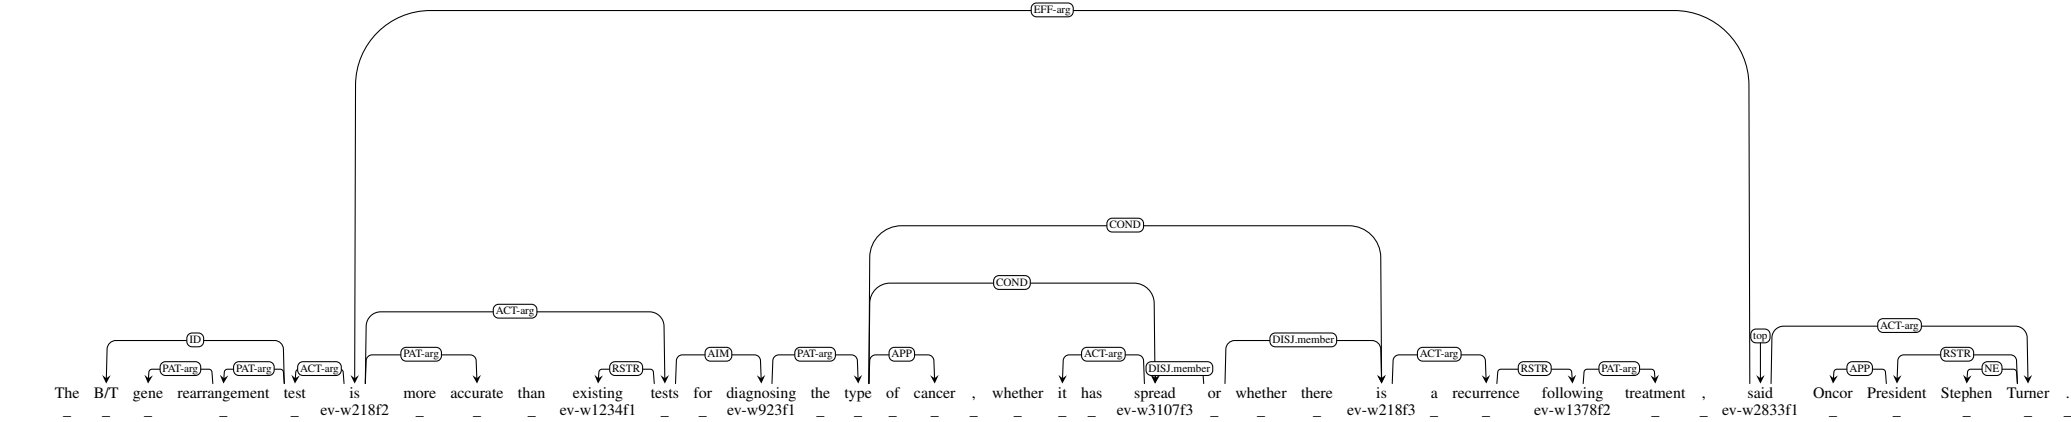 EFF-arg
COND
COND
ACT-arg
top
ACT-arg
ID
DISJ.member
PAT-arg
AIM
PAT-arg
APP
ACT-arg
ACT-arg
RSTR
PAT-arg
PAT-arg
ACT-arg
RSTR
DISJ.member
RSTR
PAT-arg
APP
NE
The B/T gene rearrangement test is more accurate than existing tests for diagnosing the type of cancer , whether it has spread or whether there is a recurrence following treatment , said Oncor President Stephen Turner .
_ _ _ _ _ ev-w218f2 _ _ _ ev-w1234f1 _ _ ev-w923f1 _ _ _ _ _ _ _ _ ev-w3107f3 _ _ _ ev-w218f3 _ _ ev-w1378f2 _ _ ev-w2833f1 _ _ _ _ _